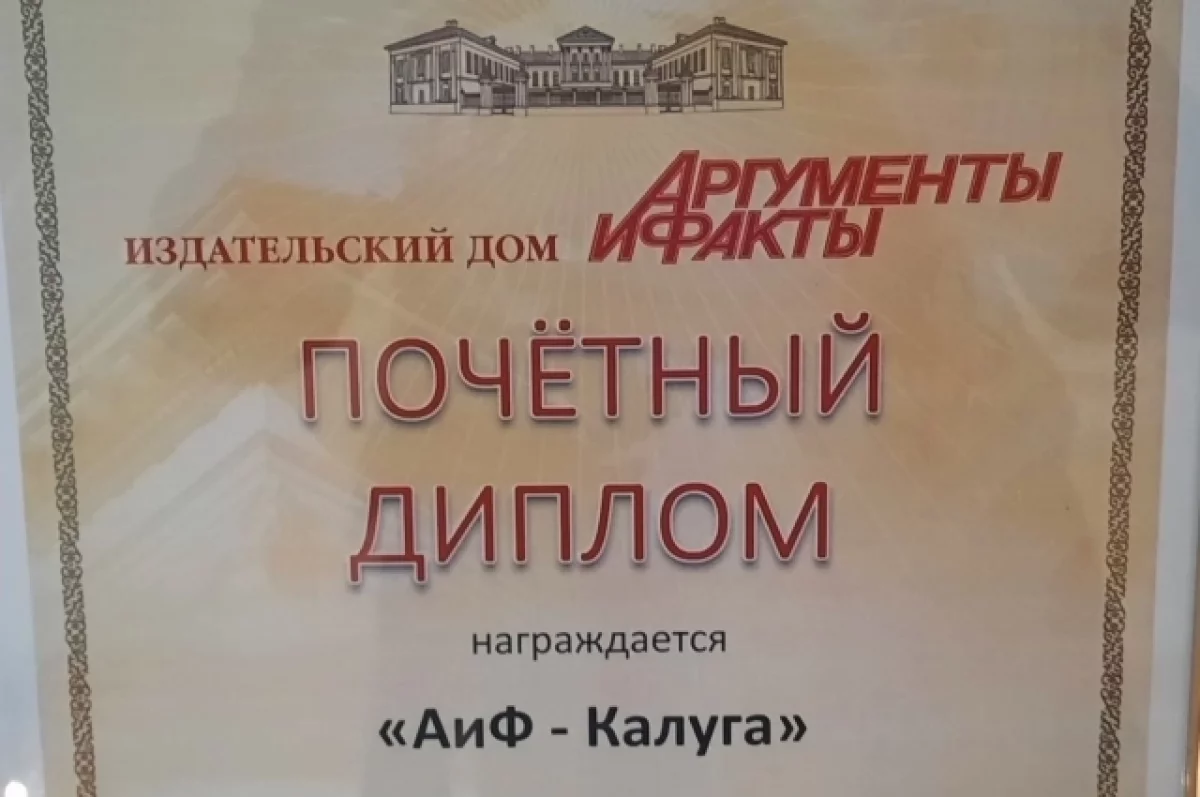 ИЗДАТЕЛЬСКИЙ ДОМ АРГУМЕНТЫ
И ФАКТЫ
ПОЧЁТНЫЙ
ДИПЛОМ
награждается
«АиФ - Калуга»